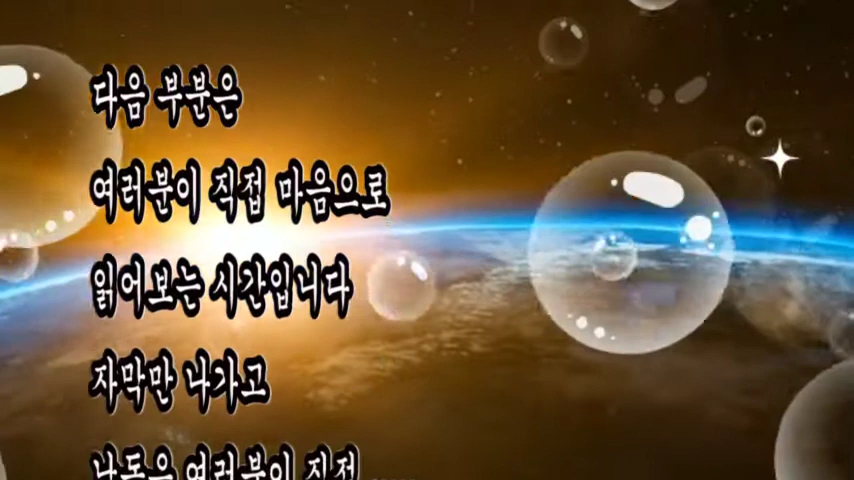 다음 부분은
여러분이 직접 마음으로
읽어보는 시간입니다
자막만 나가고
낭독은 여러분이 직접.....